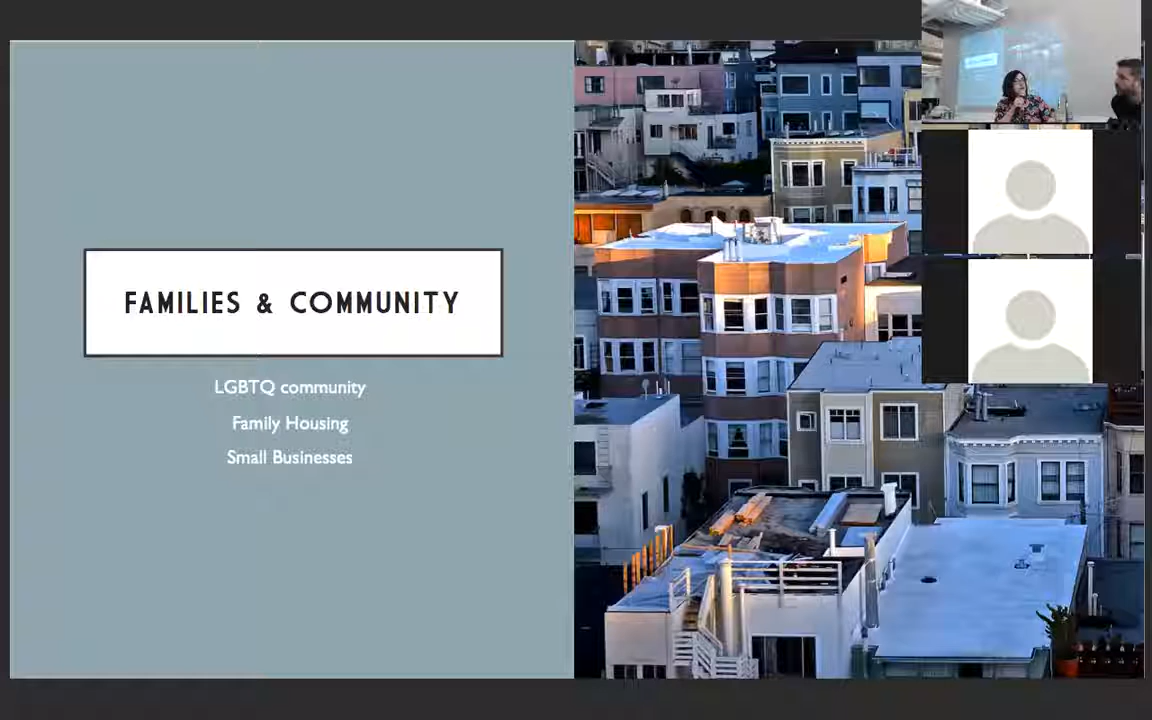 FAMILIES & COMMUNITY
LGBTQ community
Family Housing
Small Businesses